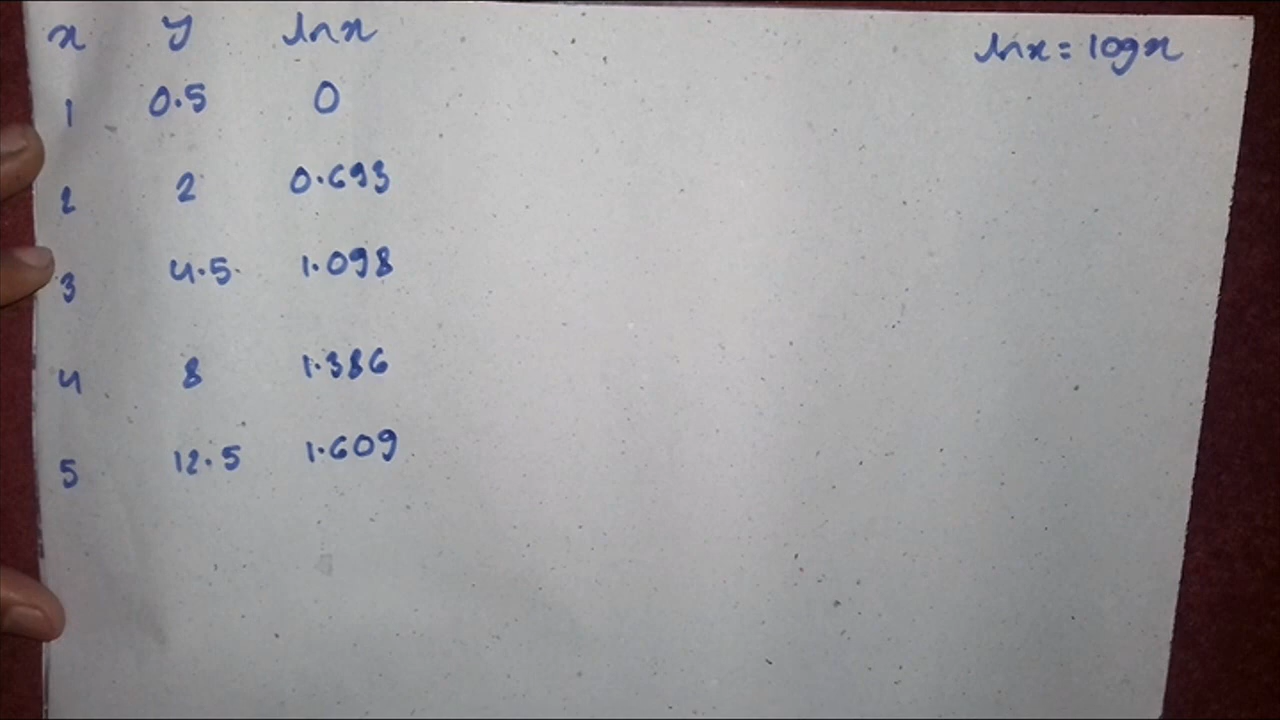 x y lnx
lnx = logx
1 0.5 0
2 2 0.693
3 4.5 1.098
4 8 1.386
5 12.5 1.609